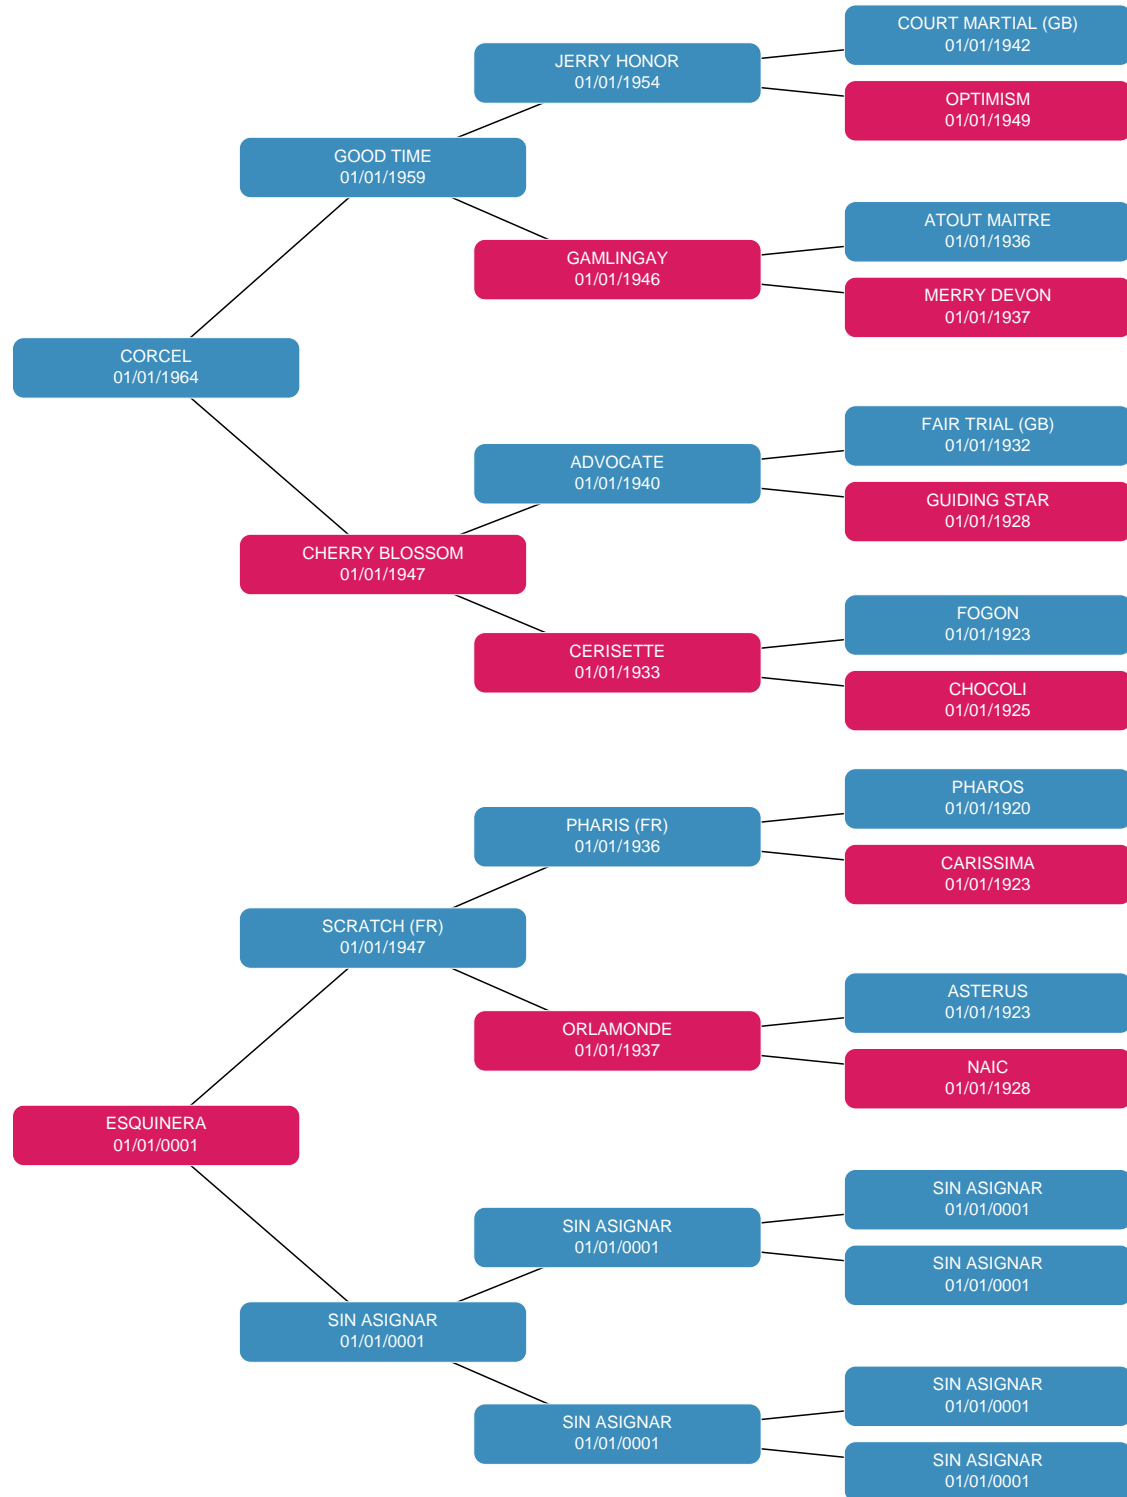 COURT MARTIAL (GB)
01/01/1942
JERRY HONOR
01/01/1954
OPTIMISM
01/01/1949
GOOD TIME
01/01/1959
ATOUT MAITRE
01/01/1936
GAMLINGAY
01/01/1946
MERRY DEVON
01/01/1937
CORCEL
01/01/1964
FAIR TRIAL (GB)
01/01/1932
ADVOCATE
01/01/1940
GUIDING STAR
01/01/1928
CHERRY BLOSSOM
01/01/1947
FOGON
01/01/1923
CERISETTE
01/01/1933
CHOCOLI
01/01/1925
PHAROS
01/01/1920
PHARIS (FR)
01/01/1936
CARISSIMA
01/01/1923
SCRATCH (FR)
01/01/1947
ASTERUS
01/01/1923
ORLAMONDE
01/01/1937
NAIC
01/01/1928
ESQUINERA
01/01/0001
SIN ASIGNAR
01/01/0001
SIN ASIGNAR
01/01/0001
SIN ASIGNAR
01/01/0001
SIN ASIGNAR
01/01/0001
SIN ASIGNAR
01/01/0001
SIN ASIGNAR
01/01/0001
SIN ASIGNAR
01/01/0001